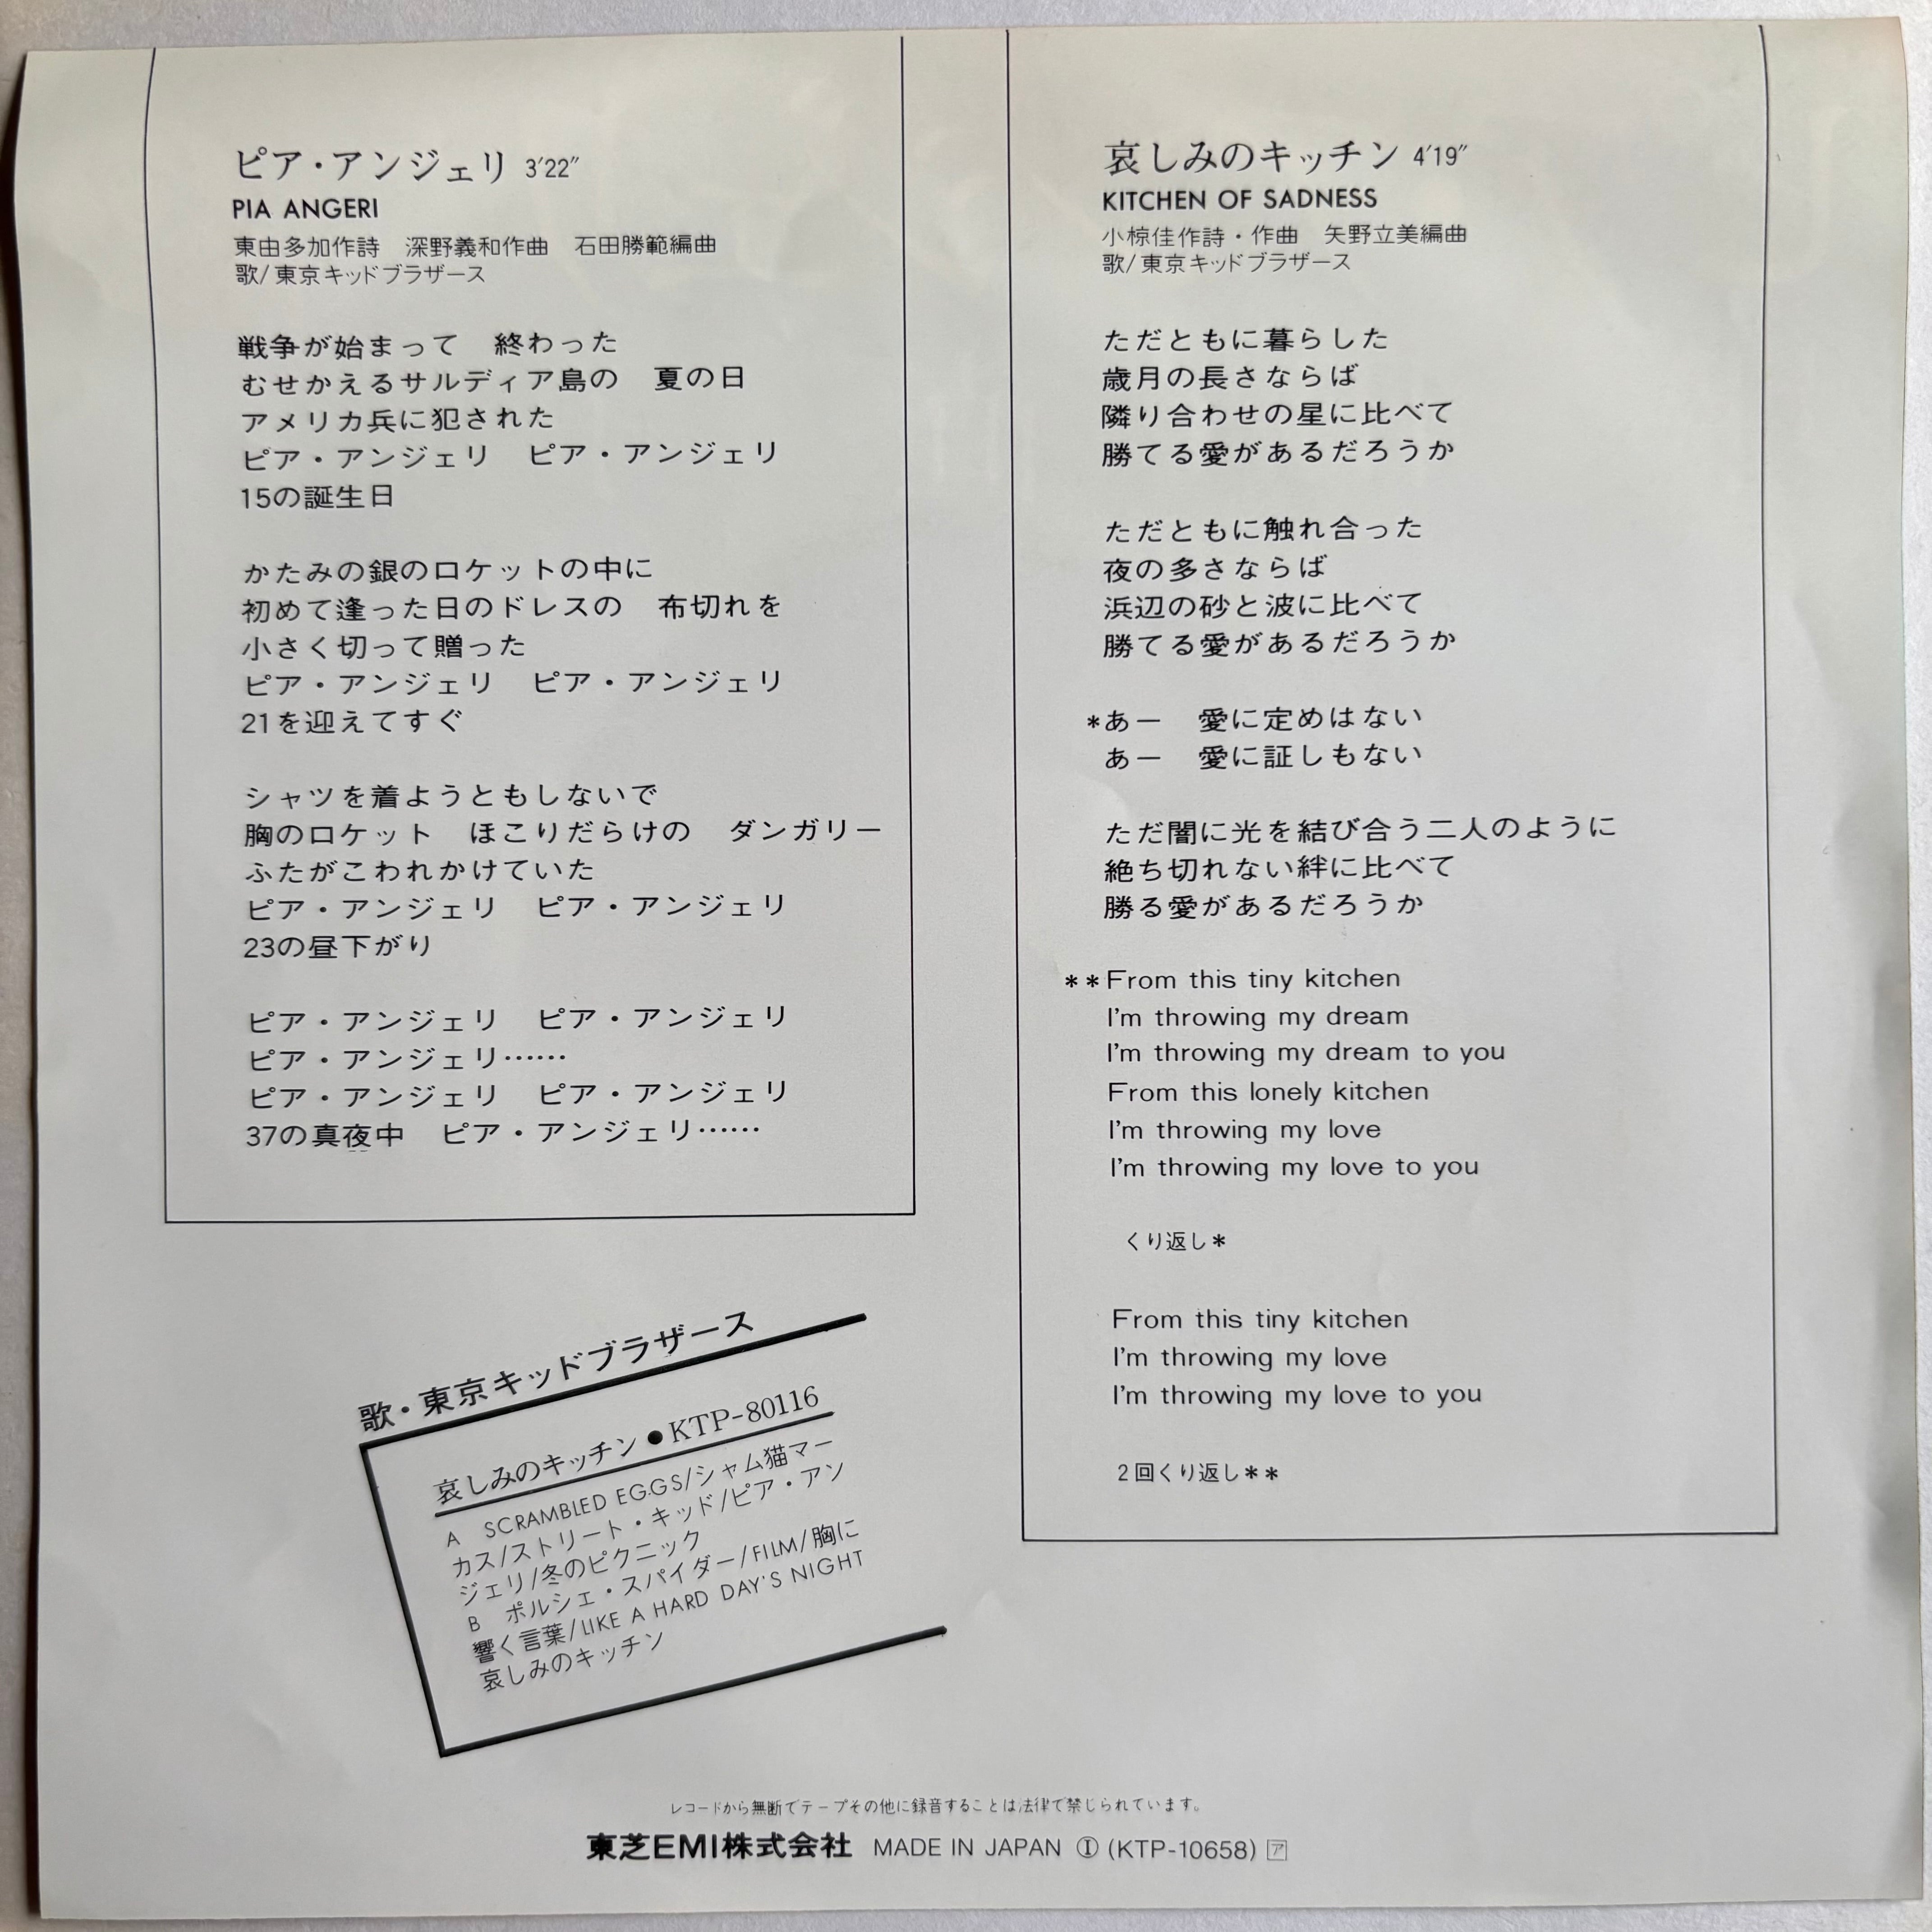 ピア・アンジェリ 3′22″
PIA ANGERI
東由多加作詩　深野義和作曲　石田勝範編曲
歌/東京キッドブラザース
戦争が始まって　終わった
むせかえるサルディア島の　夏の日
アメリカ兵に犯された
ピア・アンジェリ　ピア・アンジェリ
15の誕生日
かたみの銀のロケットの中に
初めて逢った日のドレスの　布切れを
小さく切って贈った
ピア・アンジェリ　ピア・アンジェリ
21を迎えてすぐ
シャツを着ようともしないで
胸のロケット　ほこりだらけの　ダンガリー
ふたがこわれかけていた
ピア・アンジェリ　ピア・アンジェリ
23の昼下がり
ピア・アンジェリ　ピア・アンジェリ
ピア・アンジェリ……
ピア・アンジェリ　ピア・アンジェリ
37の真夜中　ピア・アンジェリ……
哀しみのキッチン 4′19″
KITCHEN OF SADNESS
小椋佳作詩・作曲　矢野立美編曲
歌/東京キッドブラザース
ただともに暮らした
歳月の長さならば
隣り合わせの星に比べて
勝てる愛があるだろうか
ただともに触れ合った
夜の多さならば
浜辺の砂と波に比べて
勝てる愛があるだろうか
*あー　愛に定めはない
あー　愛に証しもない
ただ闇に光を結び合う二人のように
絶ち切れない絆に比べて
勝る愛があるだろうか
**From this tiny kitchen
I'm throwing my dream
I'm throwing my dream to you
From this lonely kitchen
I'm throwing my love
I'm throwing my love to you
くり返し*
From this tiny kitchen
I'm throwing my love
I'm throwing my love to you
2回くり返し**
歌・東京キッドブラザース
哀しみのキッチン●KTP-80116
A　SCRAMBLED EGGS/シャム猫マー
カス/ストリート・キッド/ピア・アン
ジェリ/冬のピクニック
B　ポルシェ・スパイダー/FILM/胸に
響く言葉/LIKE A HARD DAY'S NIGHT
哀しみのキッチン
レコードから無断でテープその他に録音することは法律で禁じられています。
東芝EMI株式会社 MADE IN JAPAN Ⓘ (KTP-10658) ア